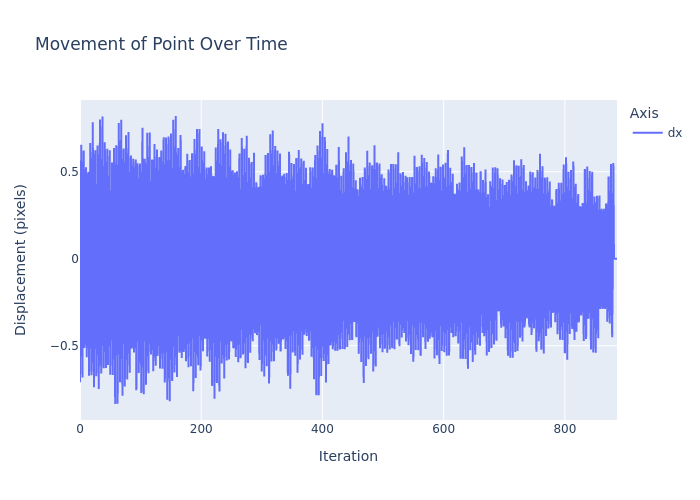 Movement of Point Over Time
Axis
dx
0.5
0
−0.5
Displacement (pixels)
0 200 400 600 800
Iteration